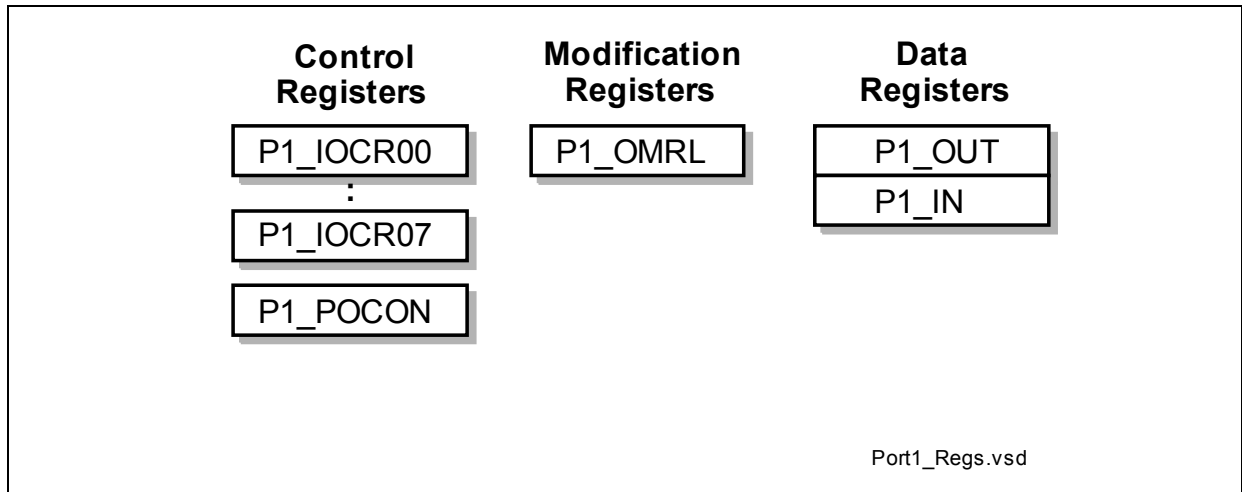 Control
Registers
P1_IOCR00
:
P1_IOCR07
P1_POCON
Modification
Registers
P1_OMRL
Data
Registers
P1_OUT
P1_IN
Port1_Regs.vsd